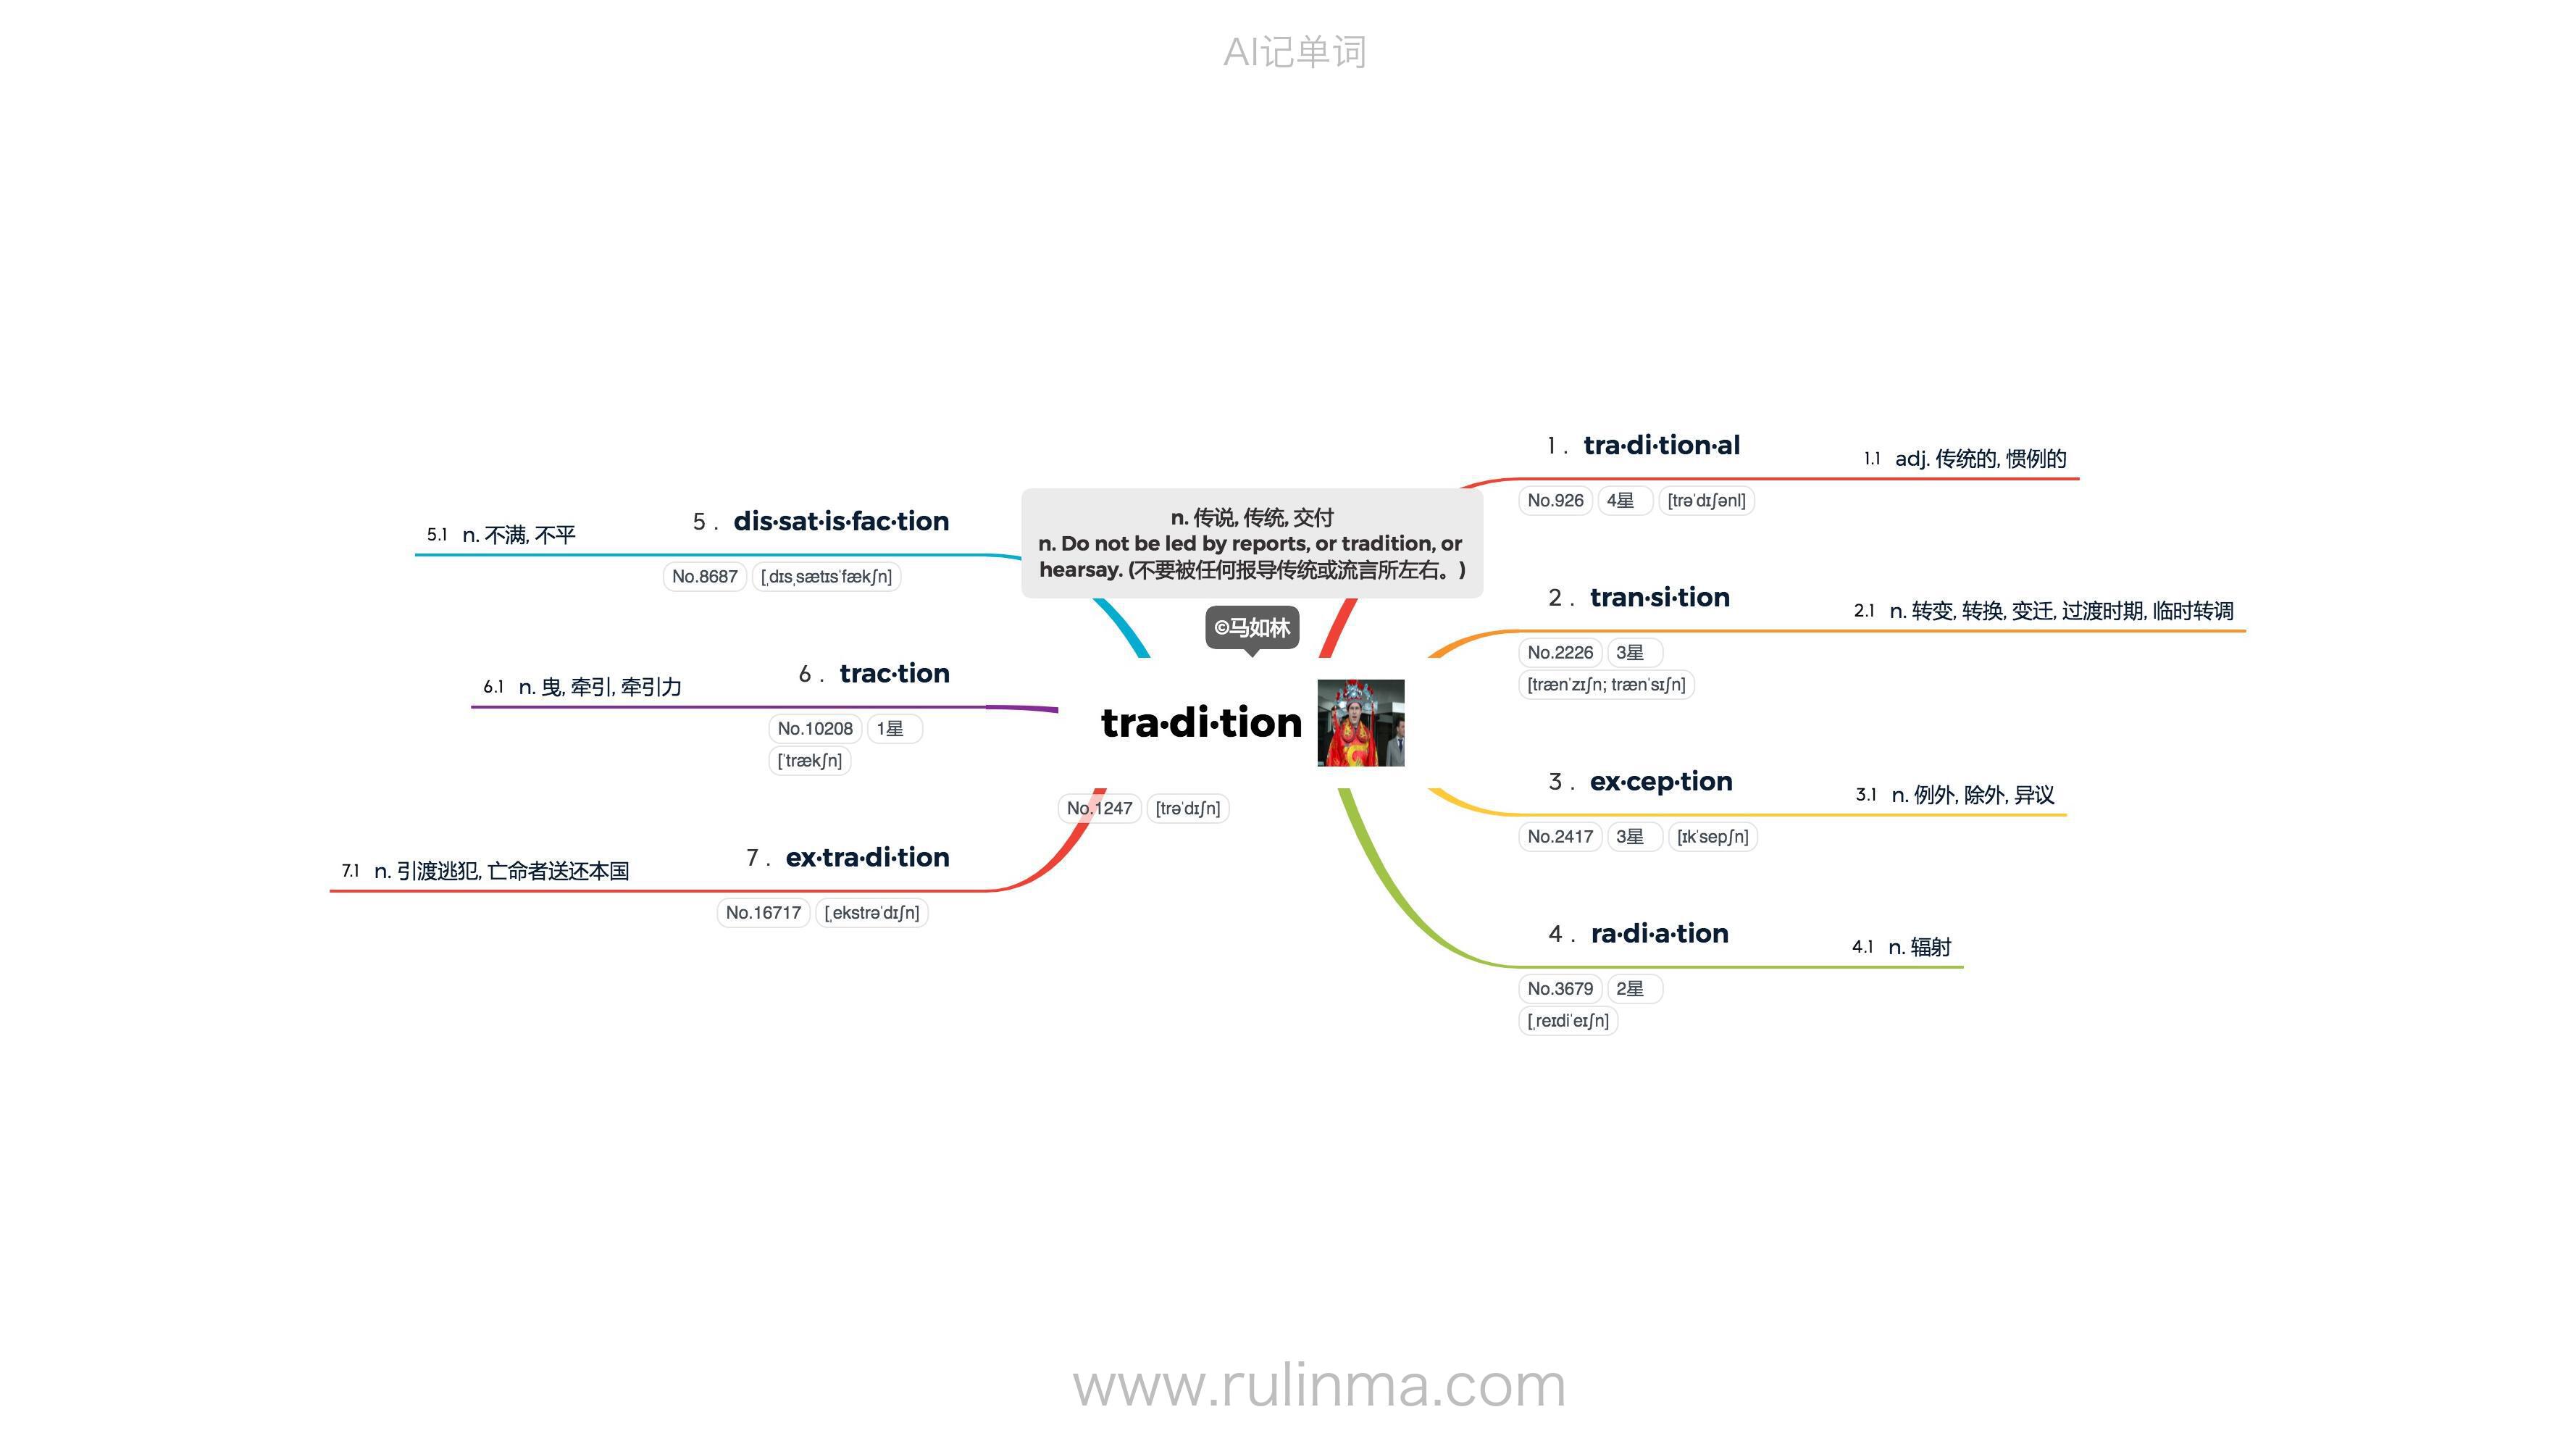 AI记单词
n. 传说, 传统, 交付
n. Do not be led by reports, or tradition, or
hearsay. (不要被任何报导传统或流言所左右。)
©马如林
tra·di·tion
No.1247 [trəˈdɪʃn]
1 . tra·di·tion·al
1.1 adj. 传统的, 惯例的
No.926 4星 [trəˈdɪʃənl]
2 . tran·si·tion
2.1 n. 转变, 转换, 变迁, 过渡时期, 临时转调
No.2226 3星
[trænˈzɪʃn; trænˈsɪʃn]
3 . ex·cep·tion
3.1 n. 例外, 除外, 异议
No.2417 3星 [ɪkˈsepʃn]
4 . ra·di·a·tion
4.1 n. 辐射
No.3679 2星
[ˌreɪdiˈeɪʃn]
5 . dis·sat·is·fac·tion
5.1 n. 不满, 不平
No.8687 [ˌdɪsˌsætɪsˈfækʃn]
6 . trac·tion
6.1 n. 曳, 牵引, 牵引力
No.10208 1星
[ˈtrækʃn]
7 . ex·tra·di·tion
7.1 n. 引渡逃犯, 亡命者送还本国
No.16717 [ˌekstrəˈdɪʃn]
www.rulinma.com